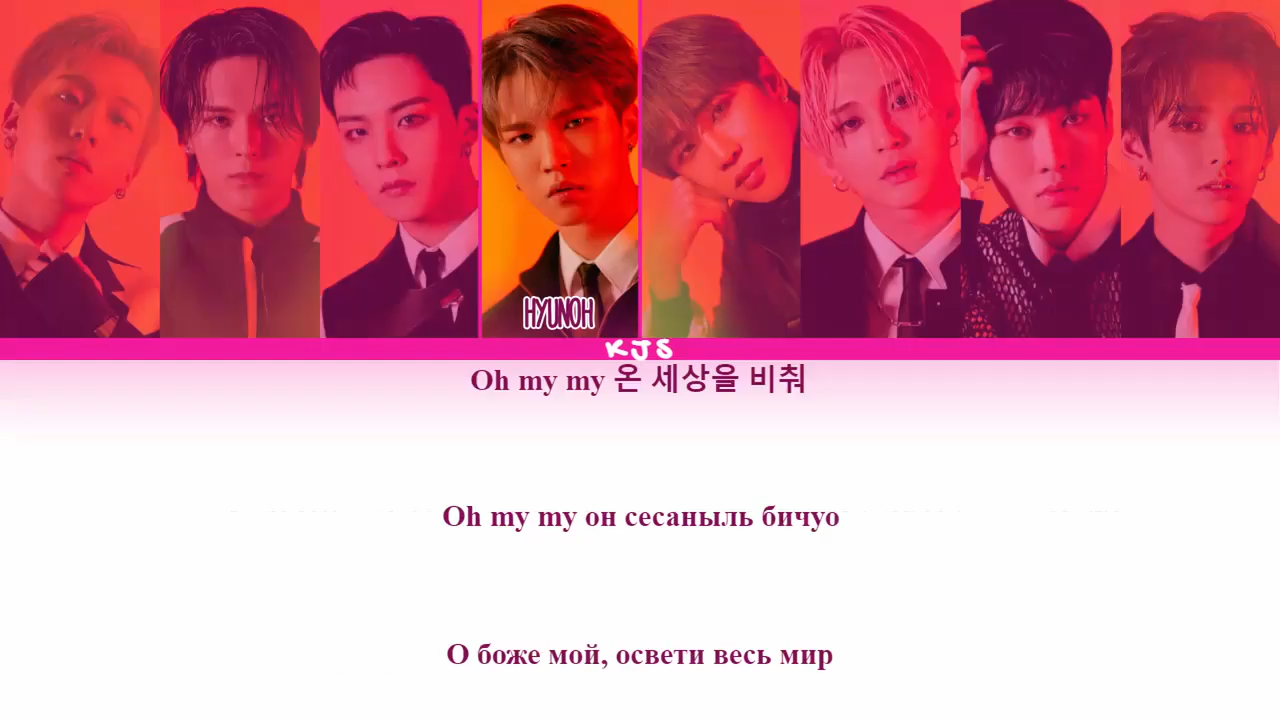 HYUNOH
KJS
Oh my my 온 세상을 비춰
Oh my my он сесаныль бичуо
О боже мой, освети весь мир